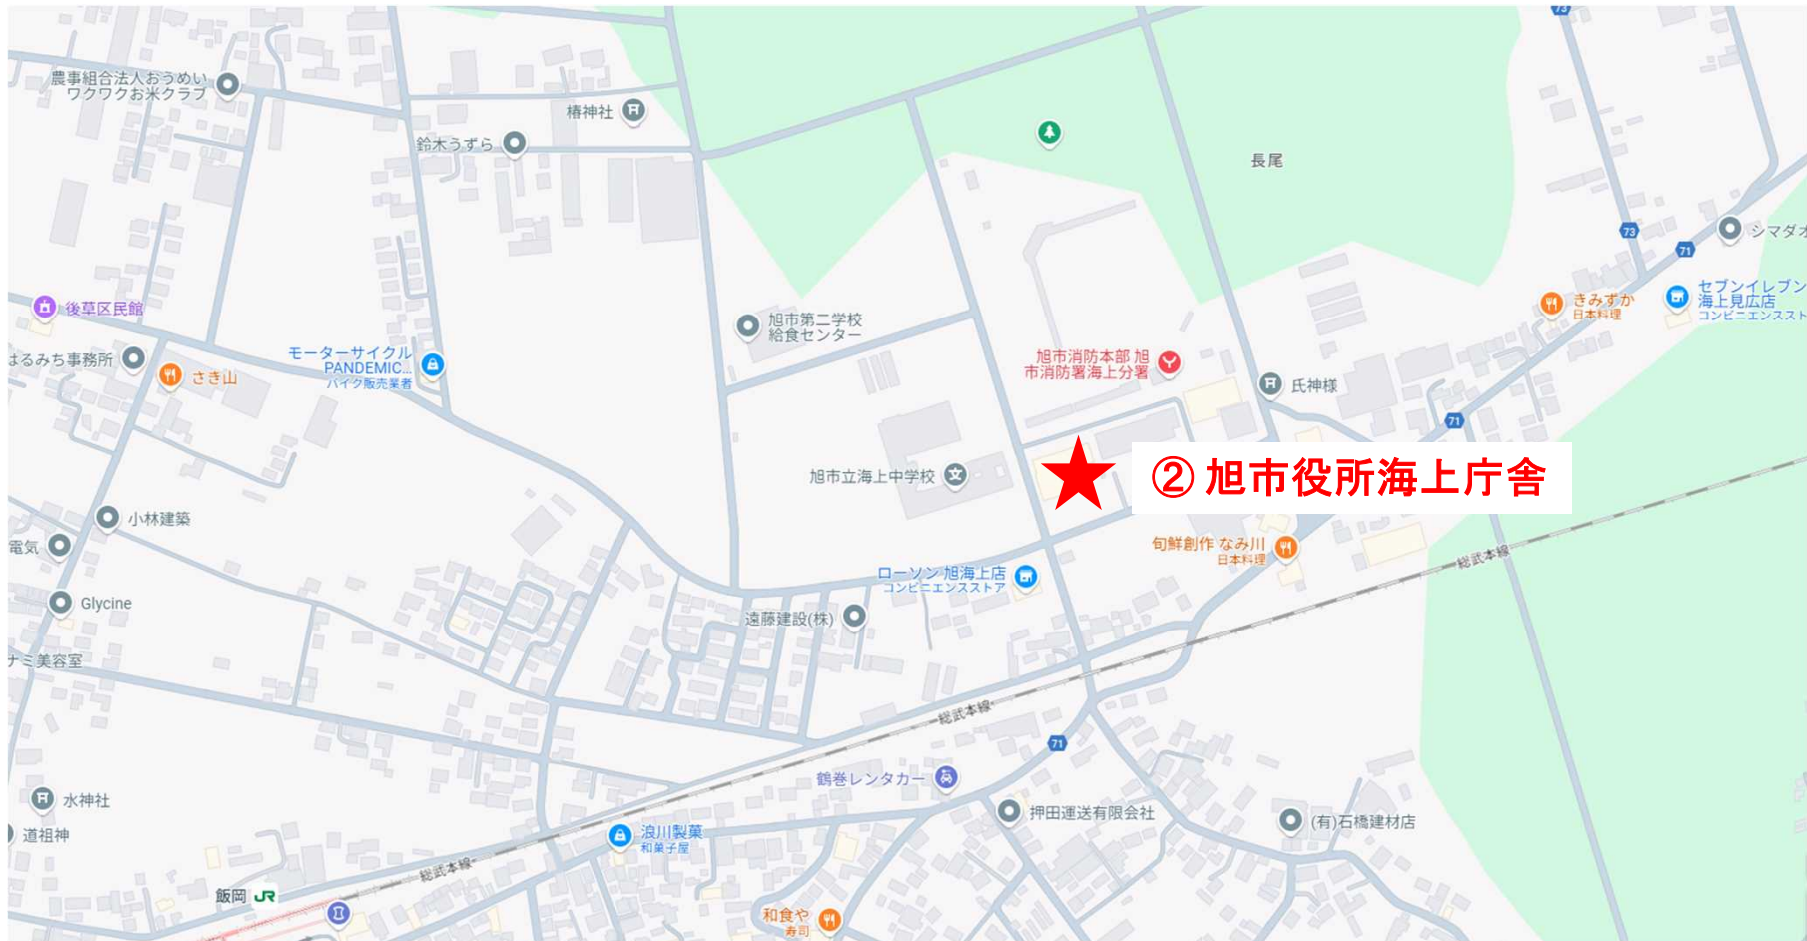 73
農事組合法人おうめい
ワクワクお米クラブ
椿神社
鈴木うずら
長尾
73
シマダオ
71
後草区民館
セブンイレブン
海上見広店
コンビニエンススト
きみずか
日本料理
旭市第二学校
給食センター
はるみち事務所
さき山
モーターサイクル
PANDEMIC...
バイク販売業者
旭市消防本部 旭
市消防署海上分署
氏神様
71
旭市立海上中学校
② 旭市役所海上庁舎
小林建築
電気
旬鮮創作 なみ川
日本料理
総武本線
ローソン 旭海上店
コンビニエンスストア
Glycine
遠藤建設(株)
ナミ美容室
総武本線
71
鶴巻レンタカー
水神社
押田運送有限会社
(有)石橋建材店
道祖神
浪川製菓
和菓子屋
総武本線
飯岡 JR
和食や
寿司